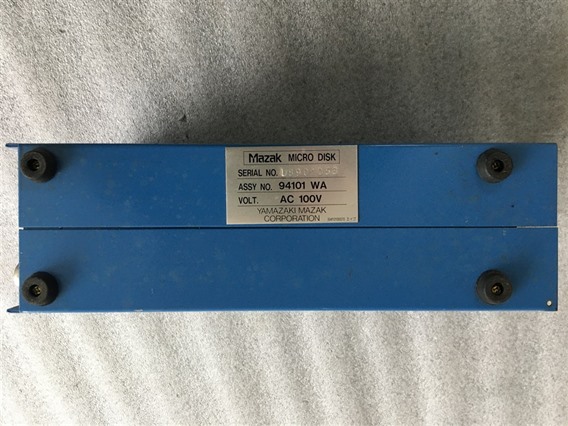 Mazak MICRO DISK
SERIAL NO.
ASSY NO. 94101 WA
VOLT. AC 100V
YAMAZAKI MAZAK
CORPORATION